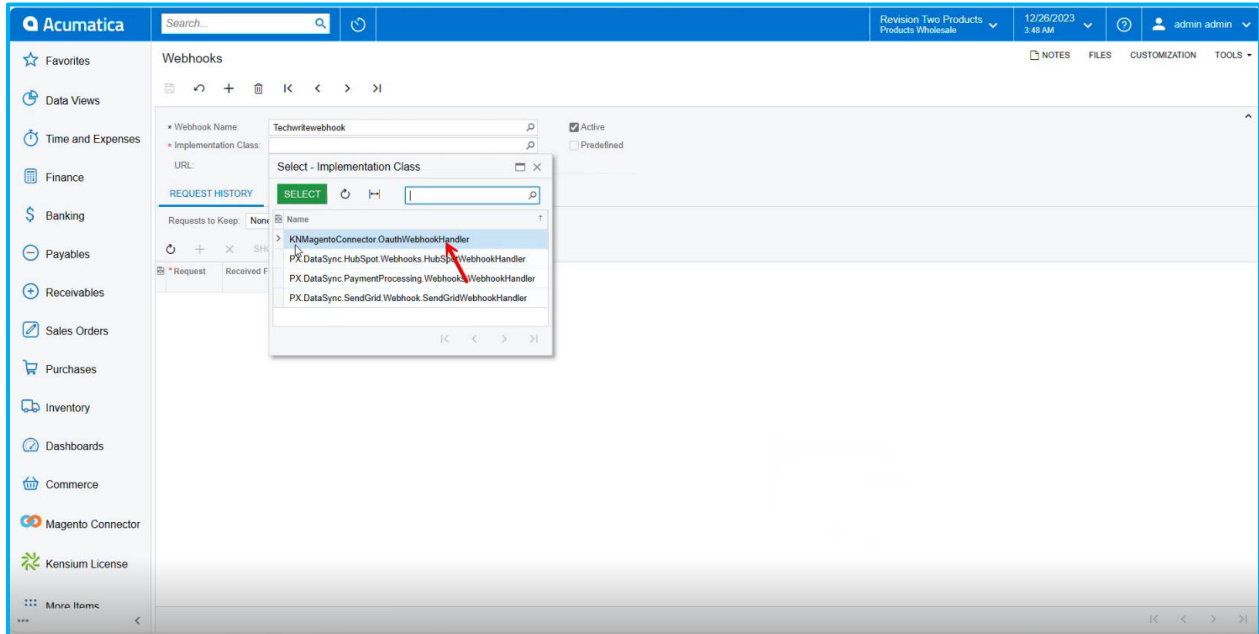 Acumatica
Search...
Revision Two Products
Products Wholesale
12/26/2023
3:48 AM
admin admin
Favorites
Data Views
Time and Expenses
Finance
Banking
Payables
Receivables
Sales Orders
Purchases
Inventory
Dashboards
Commerce
Magento Connector
Kensium License
More Items
Webhooks
NOTES FILES CUSTOMIZATION TOOLS
* Webhook Name: Techwritewebhook
Active
* Implementation Class:
Predefined
URL:
REQUEST HISTORY
Requests to Keep: None
SH
* Request Received F
Select - Implementation Class
SELECT
Name
KNMagentoConnector.OauthWebhookHandler
PX.DataSync.HubSpot.Webhooks.HubSpotWebhookHandler
PX.DataSync.PaymentProcessing.Webhooks.WebhookHandler
PX.DataSync.SendGrid.Webhook.SendGridWebhookHandler